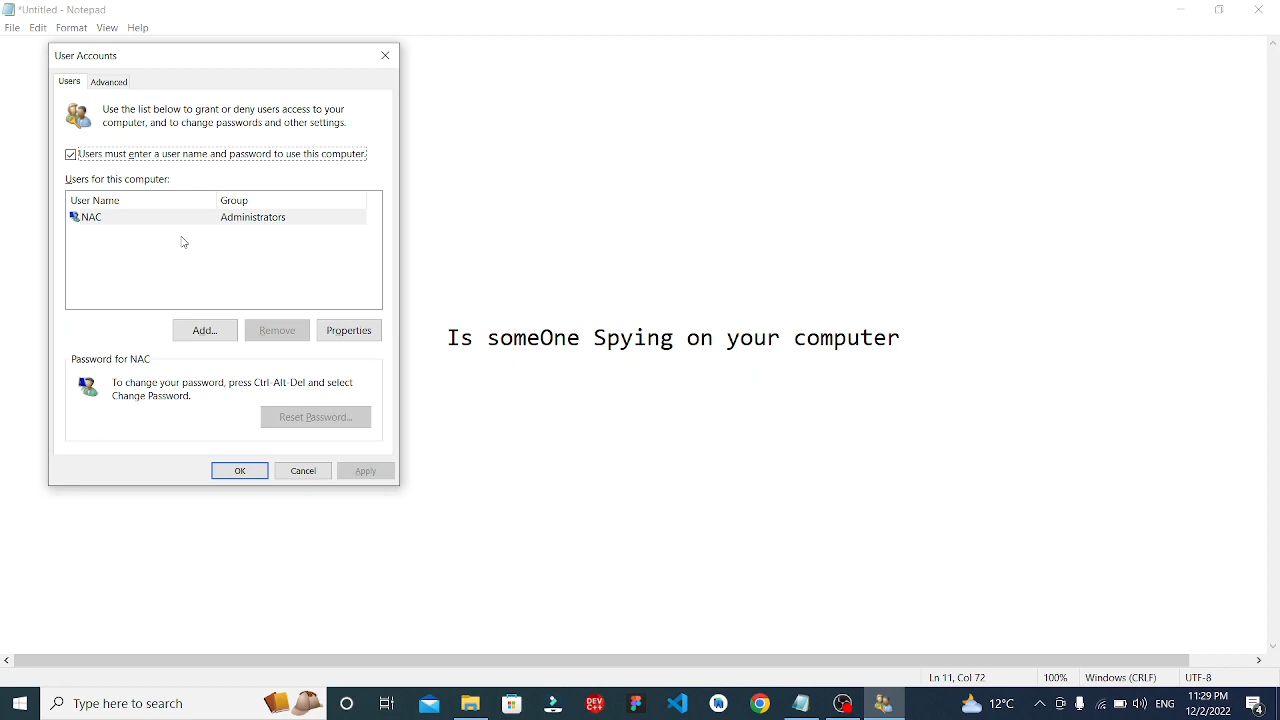 *Untitled - Notepad
File Edit Format View Help
User Accounts
Users Advanced
Use the list below to grant or deny users access to your
computer, and to change passwords and other settings.
Users must enter a user name and password to use this computer.
Users for this computer:
User Name Group
NAC Administrators
Add... Remove Properties
Is someOne Spying on your computer
Password for NAC
To change your password, press Ctrl-Alt-Del and select
Change Password.
Reset Password...
OK Cancel Apply
Ln 11, Col 72 100% Windows (CRLF) UTF-8
Type here to search
DEV C++
12°C
ENG
11:29 PM
12/2/2022
4